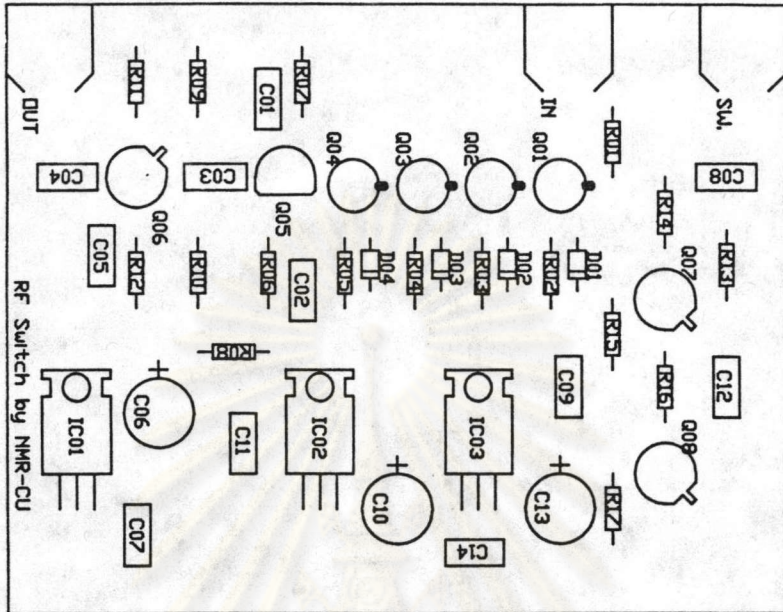 OUT
R11
R09
C01
R07
IN
SW.
C04
Q06
C03
Q05
Q04
Q03
Q02
Q01
R01
C08
R14
C05
R12
R10
R06
C02
R05
D04
R04
D03
R03
D02
R02
D01
Q07
R13
RF Switch by NMR-CU
R08
R15
IC01
C06
C11
IC02
IC03
C09
R16
C12
Q08
C07
C10
C14
C13
R17